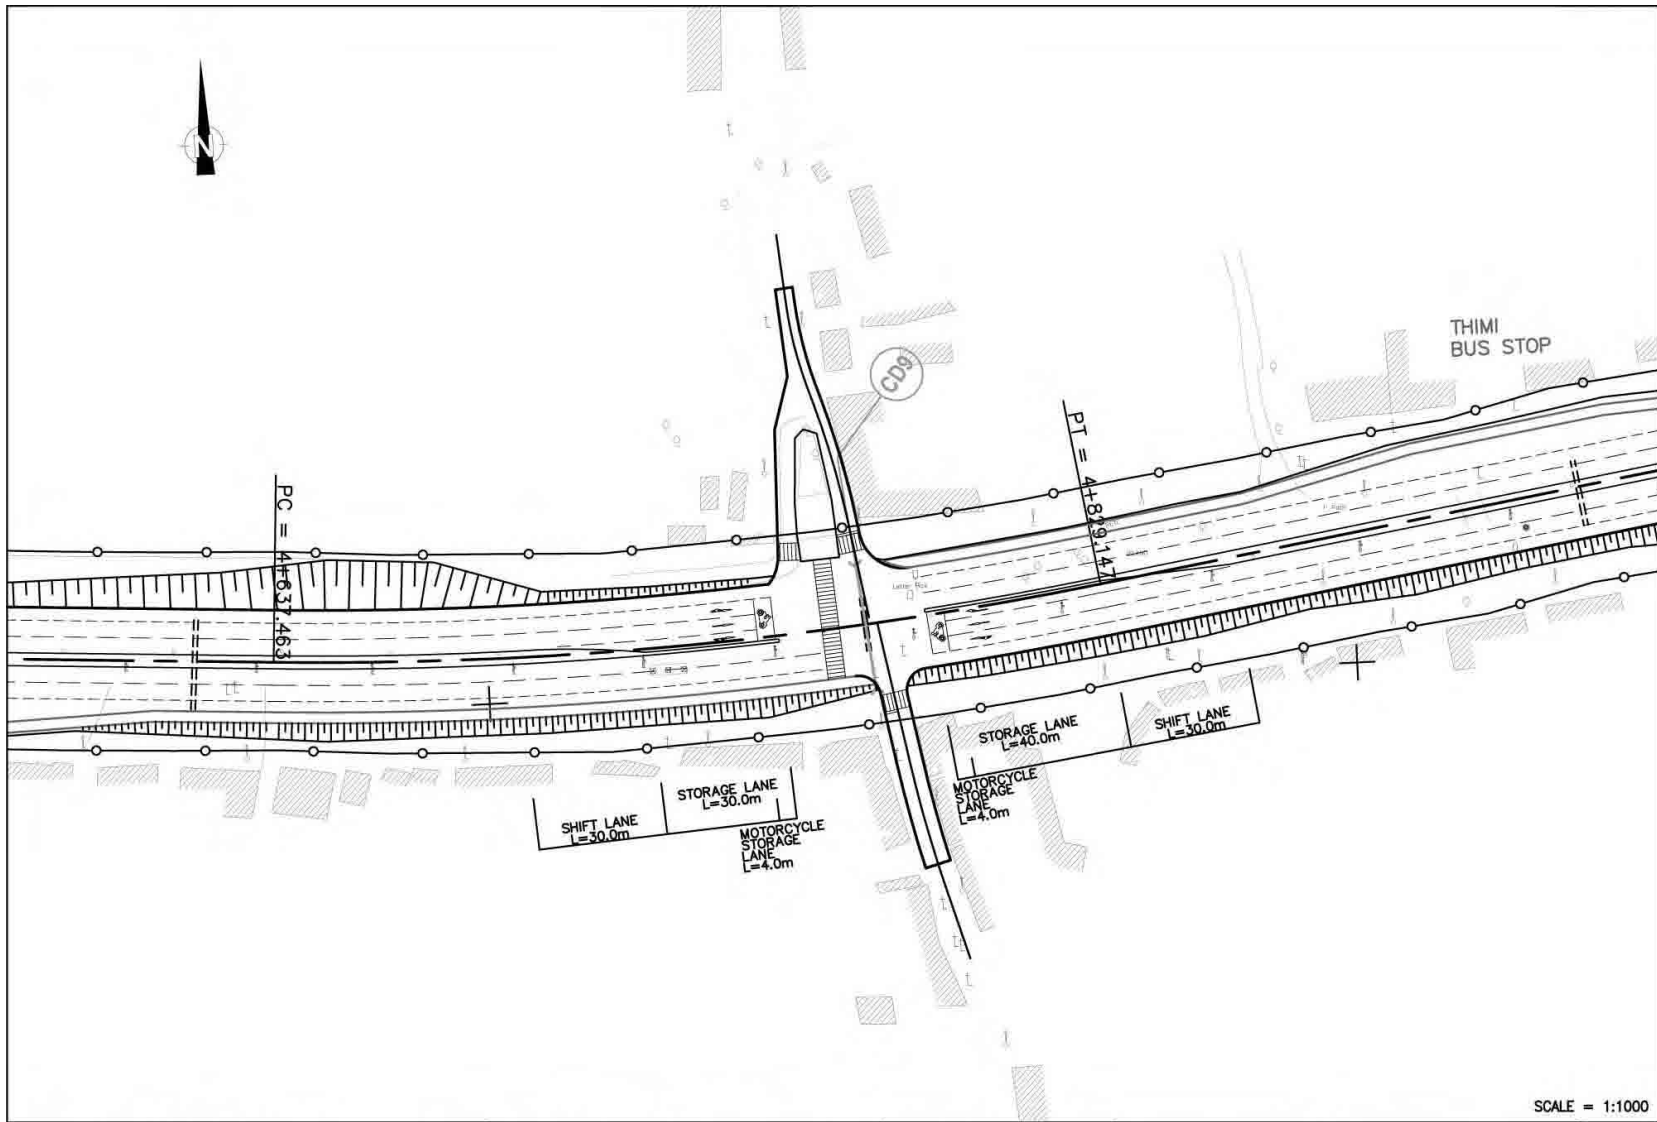 N
THIMI
BUS STOP
CD9
PT = 4+829.147
PC = 4+637.463
Letter Box
STORAGE LANE
L=40.0m
SHIFT LANE
L=30.0m
MOTORCYCLE
STORAGE
LANE
L=4.0m
STORAGE LANE
L=30.0m
SHIFT LANE
L=30.0m
MOTORCYCLE
STORAGE
LANE
L=4.0m
SCALE = 1:1000